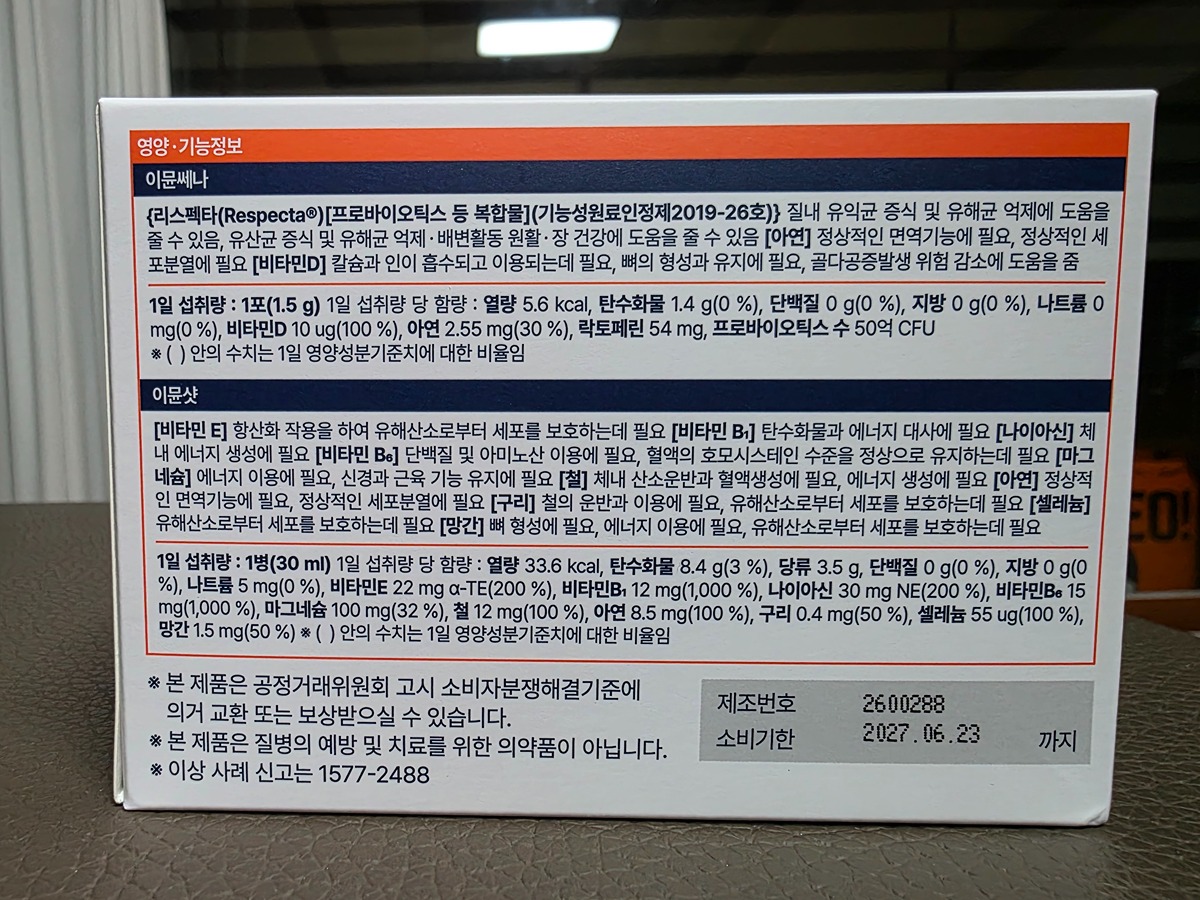 영양·기능정보
이뮨쎄나
{리스펙타(Respecta®)[프로바이오틱스 등 복합물](기능성원료인정제2019-26호)} 질내 유익균 증식 및 유해균 억제에 도움을
줄 수 있음, 유산균 증식 및 유해균 억제·배변활동 원활·장 건강에 도움을 줄 수 있음 [아연] 정상적인 면역기능에 필요, 정상적인 세
포분열에 필요 [비타민D] 칼슘과 인이 흡수되고 이용되는데 필요, 뼈의 형성과 유지에 필요, 골다공증발생 위험 감소에 도움을 줌
1일 섭취량 : 1포(1.5 g) 1일 섭취량 당 함량 : 열량 5.6 kcal, 탄수화물 1.4 g(0 %), 단백질 0 g(0 %), 지방 0 g(0 %), 나트륨 0
mg(0 %), 비타민D 10 ug(100 %), 아연 2.55 mg(30 %), 락토페린 54 mg, 프로바이오틱스 수 50억 CFU
※ ( ) 안의 수치는 1일 영양성분기준치에 대한 비율임
이뮨샷
[비타민 E] 항산화 작용을 하여 유해산소로부터 세포를 보호하는데 필요 [비타민 B₁] 탄수화물과 에너지 대사에 필요 [나이아신] 체
내 에너지 생성에 필요 [비타민 B₆] 단백질 및 아미노산 이용에 필요, 혈액의 호모시스테인 수준을 정상으로 유지하는데 필요 [마그
네슘] 에너지 이용에 필요, 신경과 근육 기능 유지에 필요 [철] 체내 산소운반과 혈액생성에 필요, 에너지 생성에 필요 [아연] 정상적
인 면역기능에 필요, 정상적인 세포분열에 필요 [구리] 철의 운반과 이용에 필요, 유해산소로부터 세포를 보호하는데 필요 [셀레늄]
유해산소로부터 세포를 보호하는데 필요 [망간] 뼈 형성에 필요, 에너지 이용에 필요, 유해산소로부터 세포를 보호하는데 필요
1일 섭취량 : 1병(30 ml) 1일 섭취량 당 함량 : 열량 33.6 kcal, 탄수화물 8.4 g(3 %), 당류 3.5 g, 단백질 0 g(0 %), 지방 0 g(0
%), 나트륨 5 mg(0 %), 비타민E 22 mg α-TE(200 %), 비타민B₁ 12 mg(1,000 %), 나이아신 30 mg NE(200 %), 비타민B₆ 15
mg(1,000 %), 마그네슘 100 mg(32 %), 철 12 mg(100 %), 아연 8.5 mg(100 %), 구리 0.4 mg(50 %), 셀레늄 55 ug(100 %),
망간 1.5 mg(50 %) ※ ( ) 안의 수치는 1일 영양성분기준치에 대한 비율임
※ 본 제품은 공정거래위원회 고시 소비자분쟁해결기준에
의거 교환 또는 보상받으실 수 있습니다.
※ 본 제품은 질병의 예방 및 치료를 위한 의약품이 아닙니다.
※ 이상 사례 신고는 1577-2488
제조번호 2600288
소비기한 2027.06.23 까지